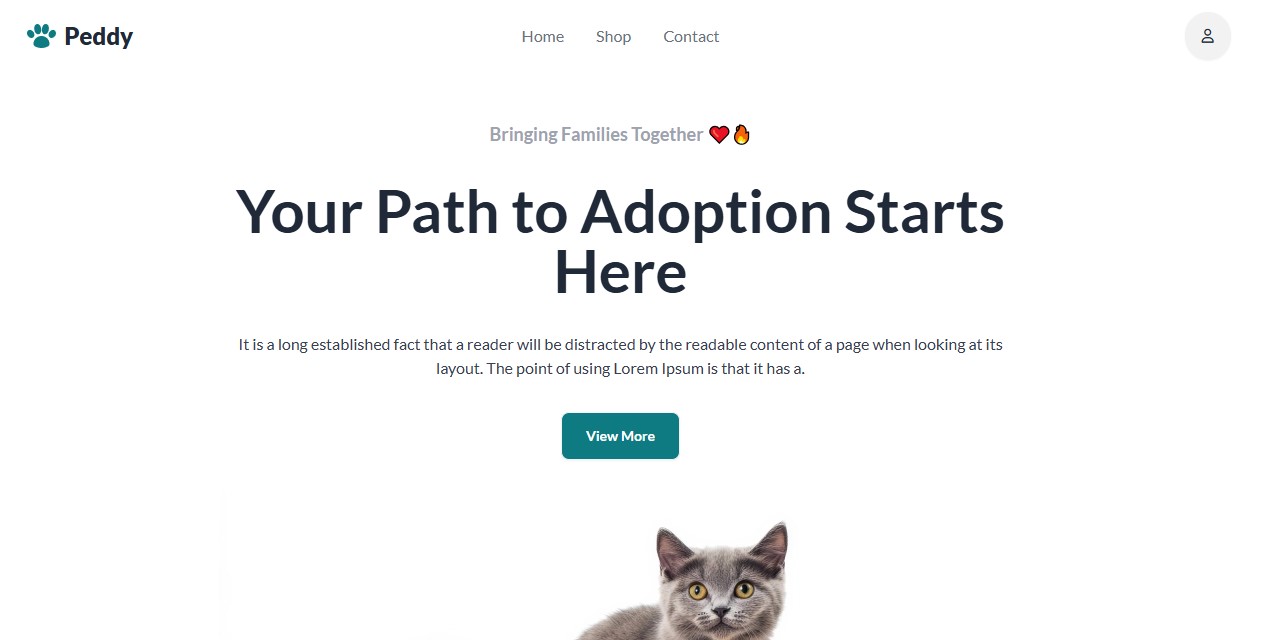 Peddy
Home Shop Contact
Bringing Families Together ❤️🔥
Your Path to Adoption Starts
Here
It is a long established fact that a reader will be distracted by the readable content of a page when looking at its
layout. The point of using Lorem Ipsum is that it has a.
View More